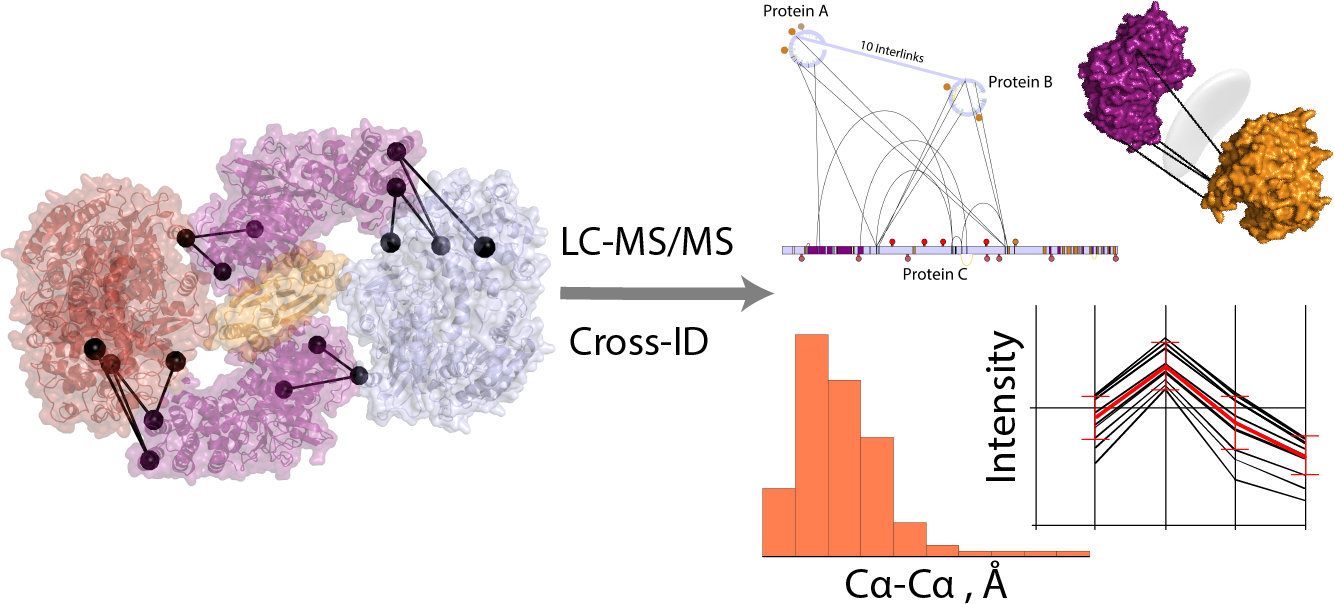 Protein A
10 Interlinks
Protein B
LC-MS/MS
Cross-ID
Protein C
Intensity
Cα-Cα , Å